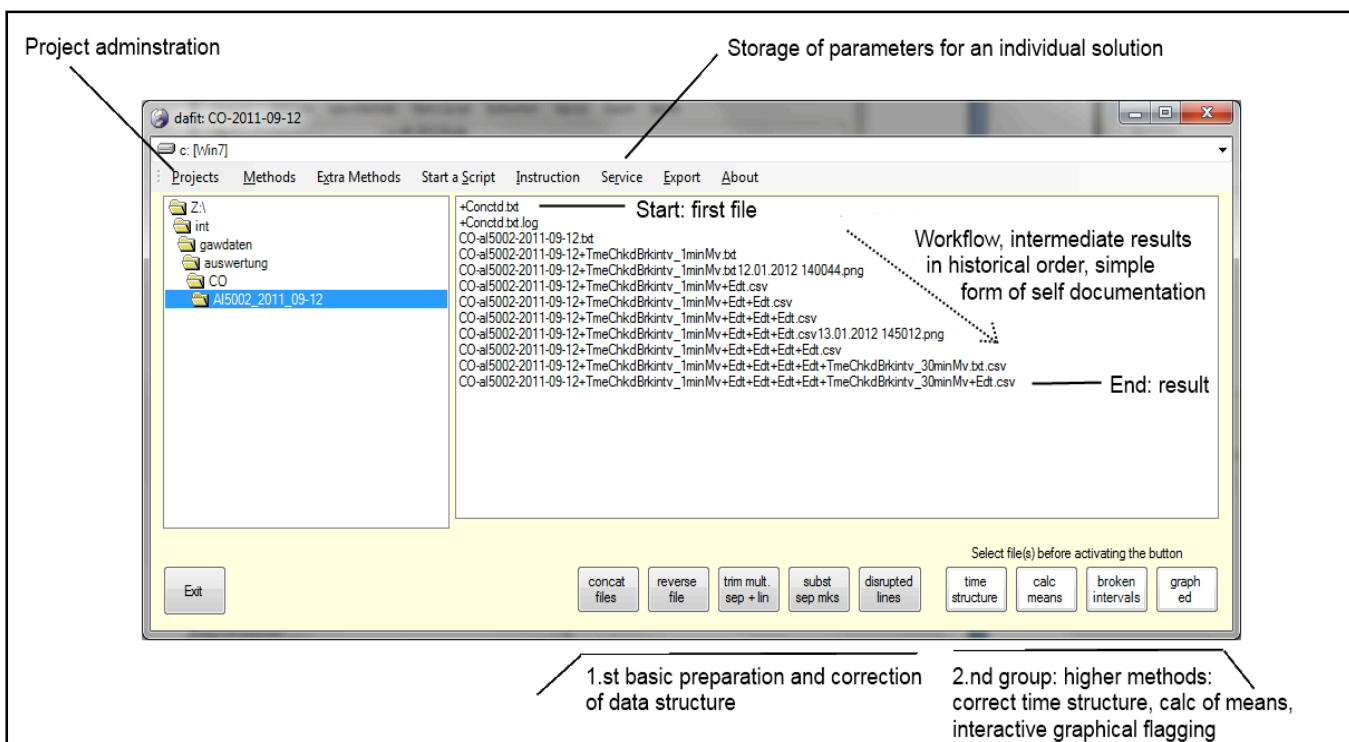 Project adminstration
Storage of parameters for an individual solution
dafit: CO-2011-09-12
c: [Win7]
Projects Methods Extra Methods Start a Script Instruction Service Export About
Z:\
int
gawdaten
auswertung
CO
AI5002_2011_09-12
+Conctd.txt
+Conctd.txt.log
CO-al5002-2011-09-12.txt
CO-al5002-2011-09-12+TmeChkdBrkintv_1minMv.txt
CO-al5002-2011-09-12+TmeChkdBrkintv_1minMv.txt12.01.2012 140044.png
CO-al5002-2011-09-12+TmeChkdBrkintv_1minMv+Edt.csv
CO-al5002-2011-09-12+TmeChkdBrkintv_1minMv+Edt+Edt.csv
CO-al5002-2011-09-12+TmeChkdBrkintv_1minMv+Edt+Edt+Edt.csv
CO-al5002-2011-09-12+TmeChkdBrkintv_1minMv+Edt+Edt+Edt.csv13.01.2012 145012.png
CO-al5002-2011-09-12+TmeChkdBrkintv_1minMv+Edt+Edt+Edt+Edt.csv
CO-al5002-2011-09-12+TmeChkdBrkintv_1minMv+Edt+Edt+Edt+Edt+TmeChkdBrkintv_30minMv.txt.csv
CO-al5002-2011-09-12+TmeChkdBrkintv_1minMv+Edt+Edt+Edt+Edt+TmeChkdBrkintv_30minMv+Edt.csv
Start: first file
Workflow, intermediate results
in historical order, simple
form of self documentation
End: result
Select file(s) before activating the button
Exit
concat
files
reverse
file
trim mult.
sep + lin
subst
sep mks
disrupted
lines
time
structure
calc
means
broken
intervals
graph
ed
1.st basic preparation and correction
of data structure
2.nd group: higher methods:
correct time structure, calc of means,
interactive graphical flagging